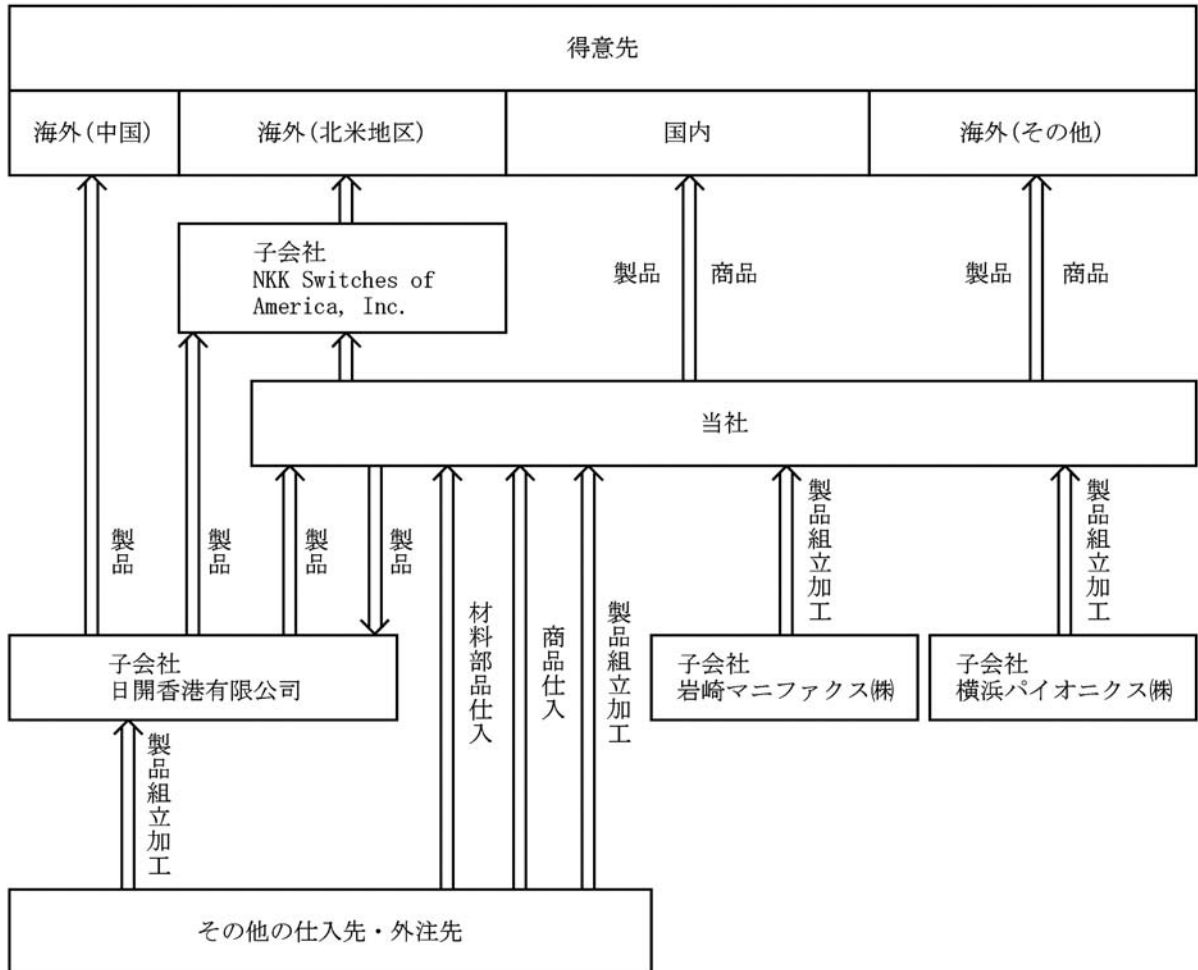 得意先
海外(中国)
海外(北米地区)
国内
海外(その他)
子会社
NKK Switches of
America, Inc.
製品
商品
製品
商品
当社
製品
製品
製品
製品
材料部品仕入
商品仕入
製品組立加工
製品組立加工
製品組立加工
子会社
日開香港有限公司
子会社
岩崎マニファクス㈱
子会社
横浜パイオニクス㈱
製品組立加工
その他の仕入先・外注先